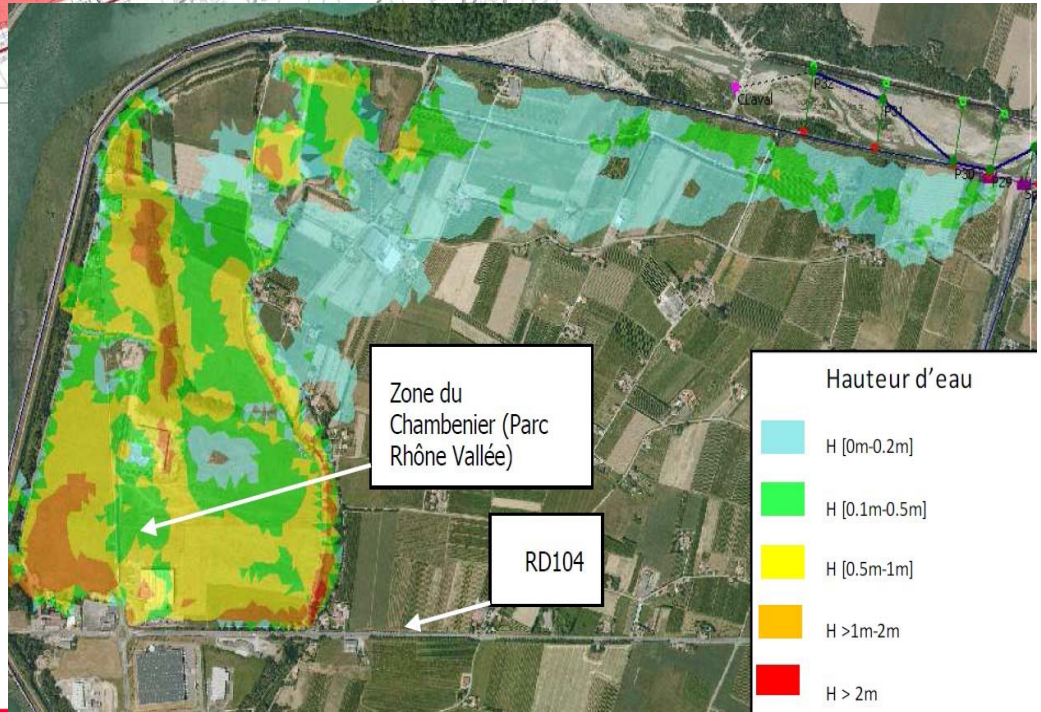 CLaval
P32
P31
P30
P29
Zone du
Chambenier (Parc
Rhône Vallée)
RD104
Hauteur d'eau
H [0m-0.2m]
H [0.1m-0.5m]
H [0.5m-1m]
H >1m-2m
H > 2m